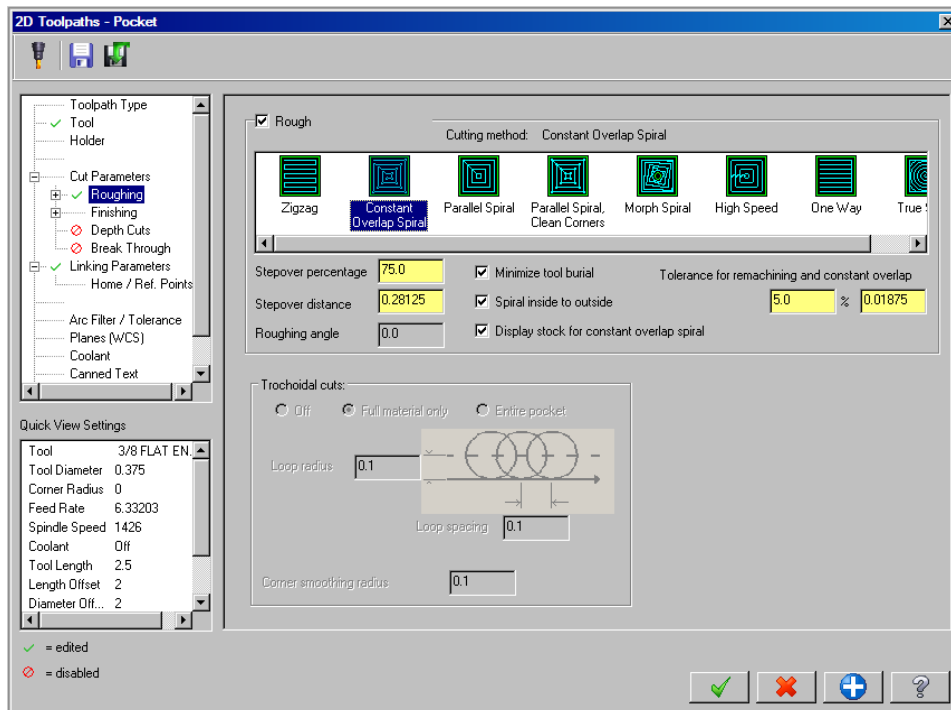 2D Toolpaths - Pocket
Toolpath Type
Tool
Holder
Cut Parameters
Roughing
Finishing
Depth Cuts
Break Through
Linking Parameters
Home / Ref. Points
Arc Filter / Tolerance
Planes (WCS)
Coolant
Canned Text
Quick View Settings
Tool 3/8 FLAT EN.
Tool Diameter 0.375
Corner Radius 0
Feed Rate 6.33203
Spindle Speed 1426
Coolant Off
Tool Length 2.5
Length Offset 2
Diameter Off... 2
= edited
= disabled
Rough
Cutting method: Constant Overlap Spiral
Zigzag
Constant
Overlap Spiral
Parallel Spiral
Parallel Spiral,
Clean Corners
Morph Spiral
High Speed
One Way
True
Stepover percentage 75.0
Minimize tool burial
Tolerance for remachining and constant overlap
Stepover distance 0.28125
Spiral inside to outside
5.0 % 0.01875
Roughing angle 0.0
Display stock for constant overlap spiral
Trochoidal cuts:
Off Full material only Entire pocket
Loop radius 0.1
Loop spacing 0.1
Corner smoothing radius 0.1